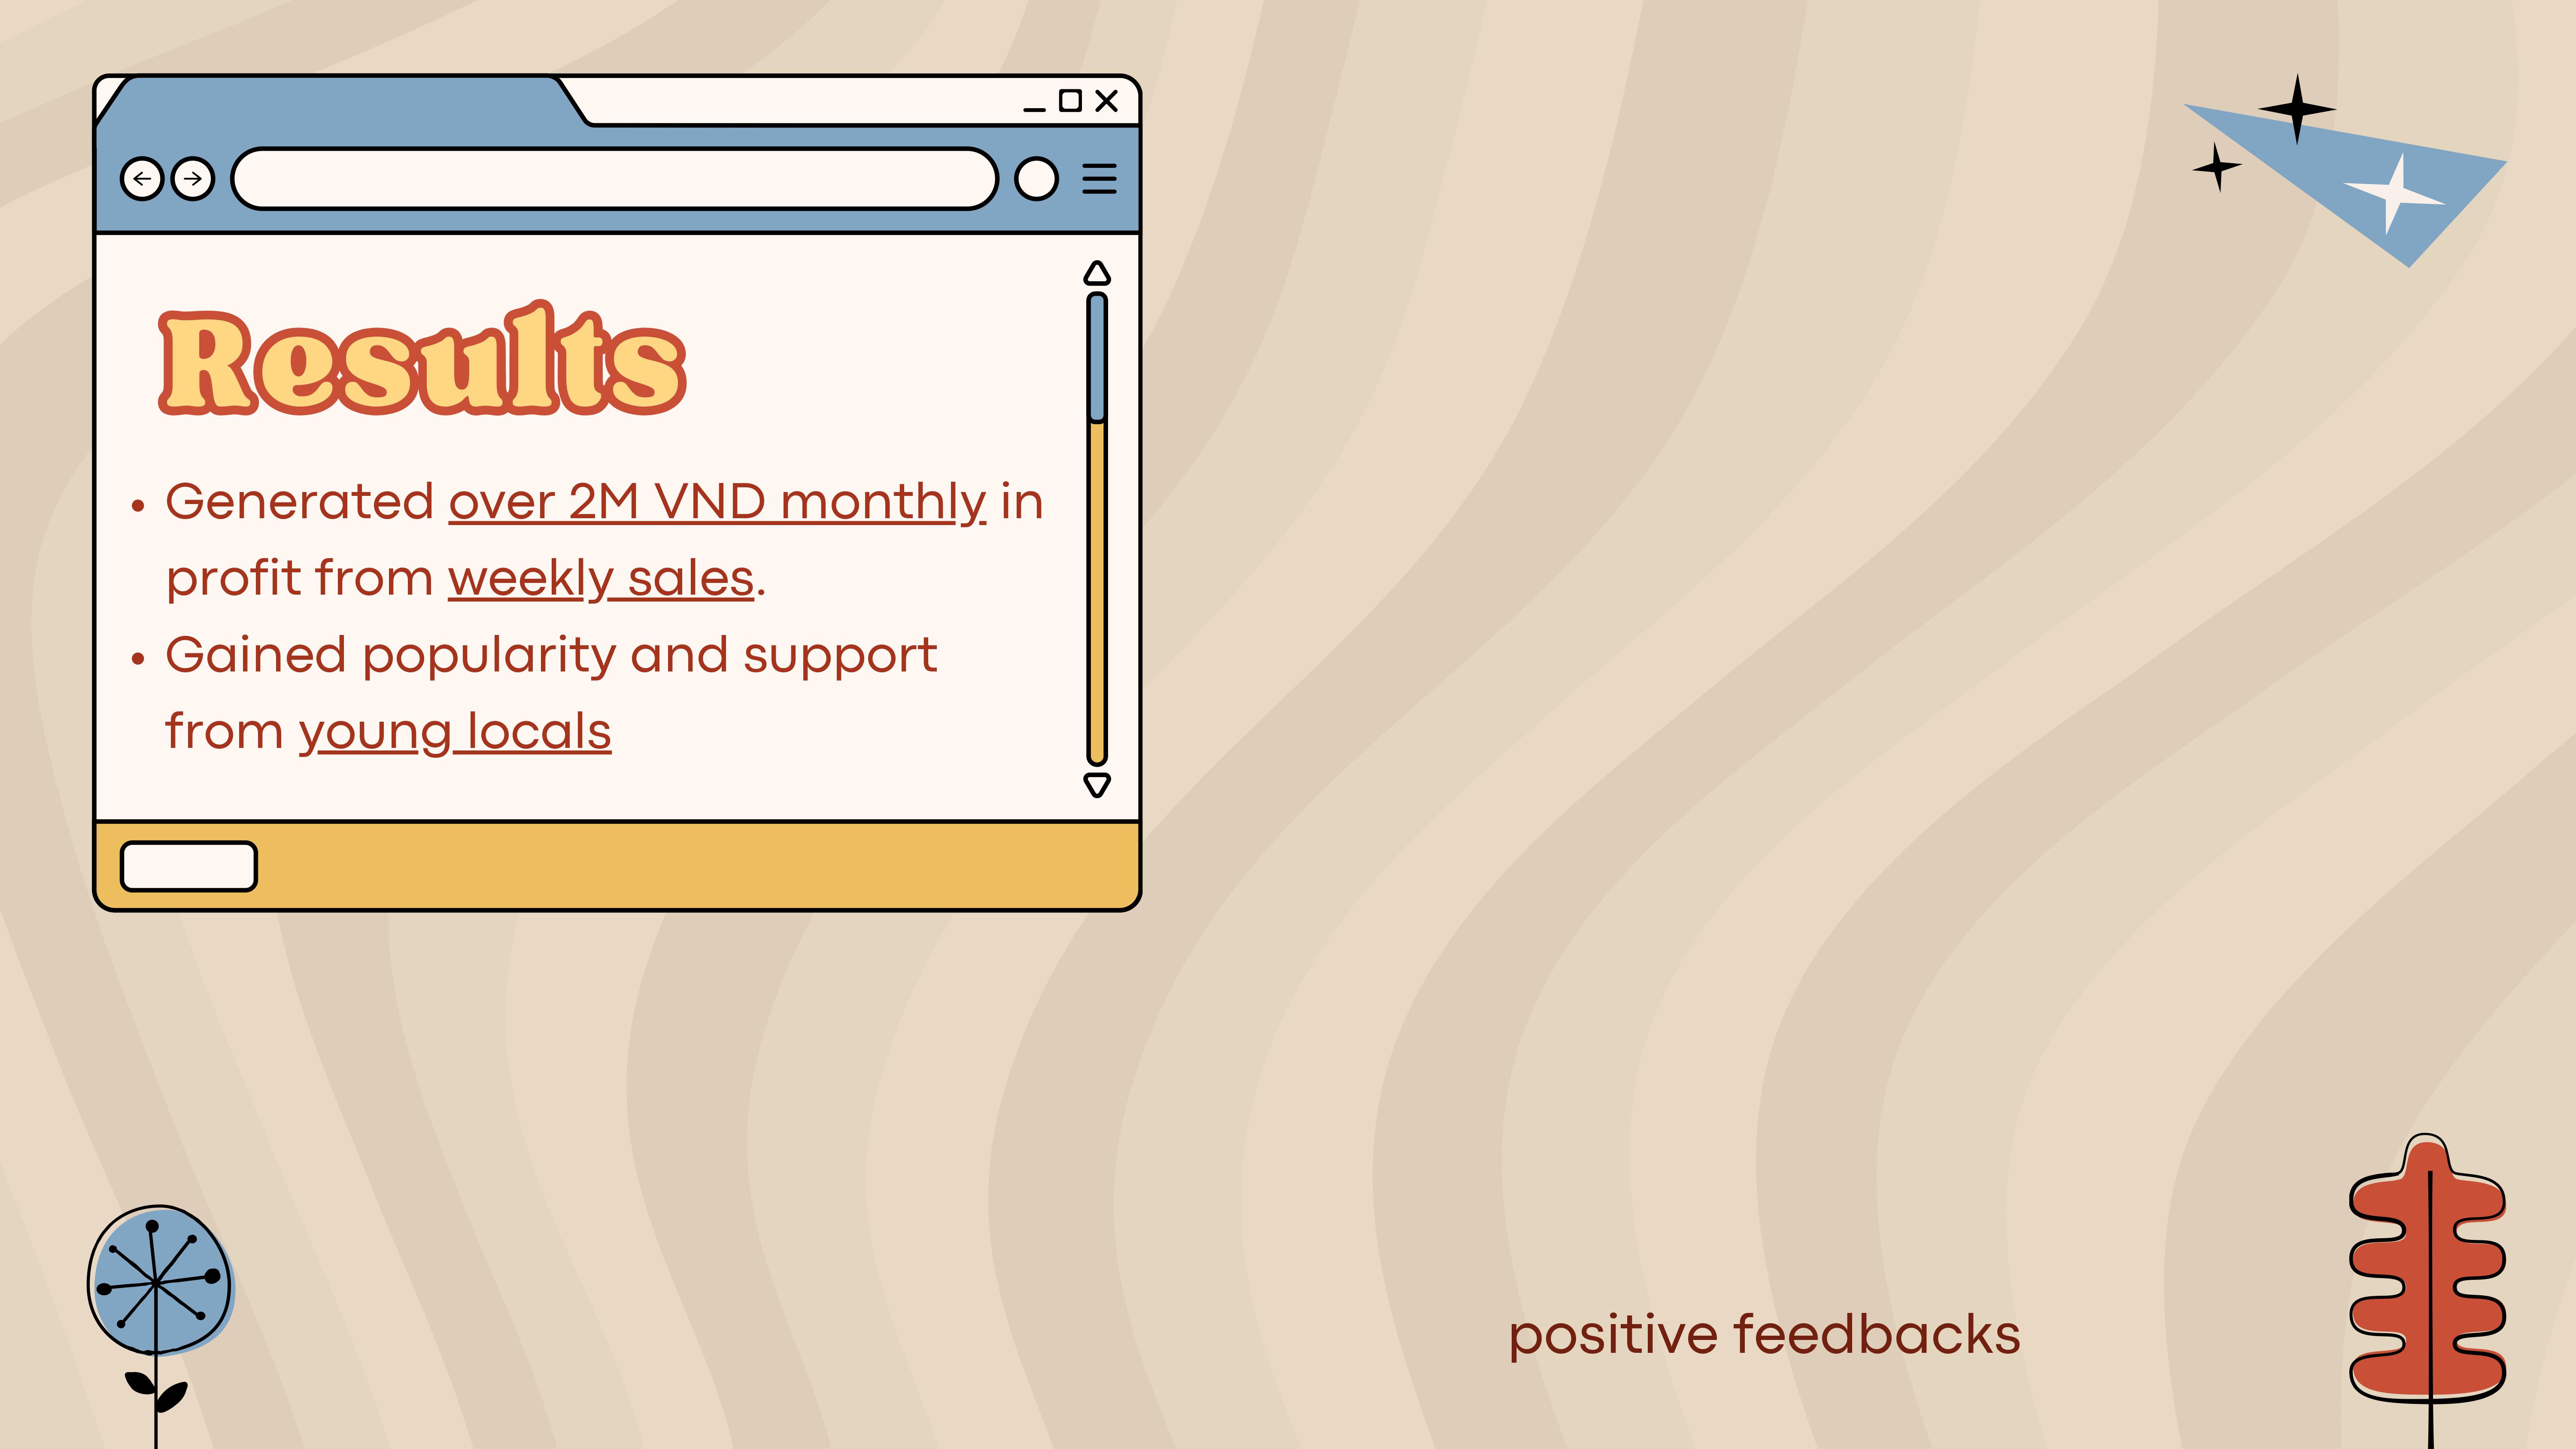 Results
• Generated over 2M VND monthly in
profit from weekly sales.
• Gained popularity and support
from young locals
positive feedbacks